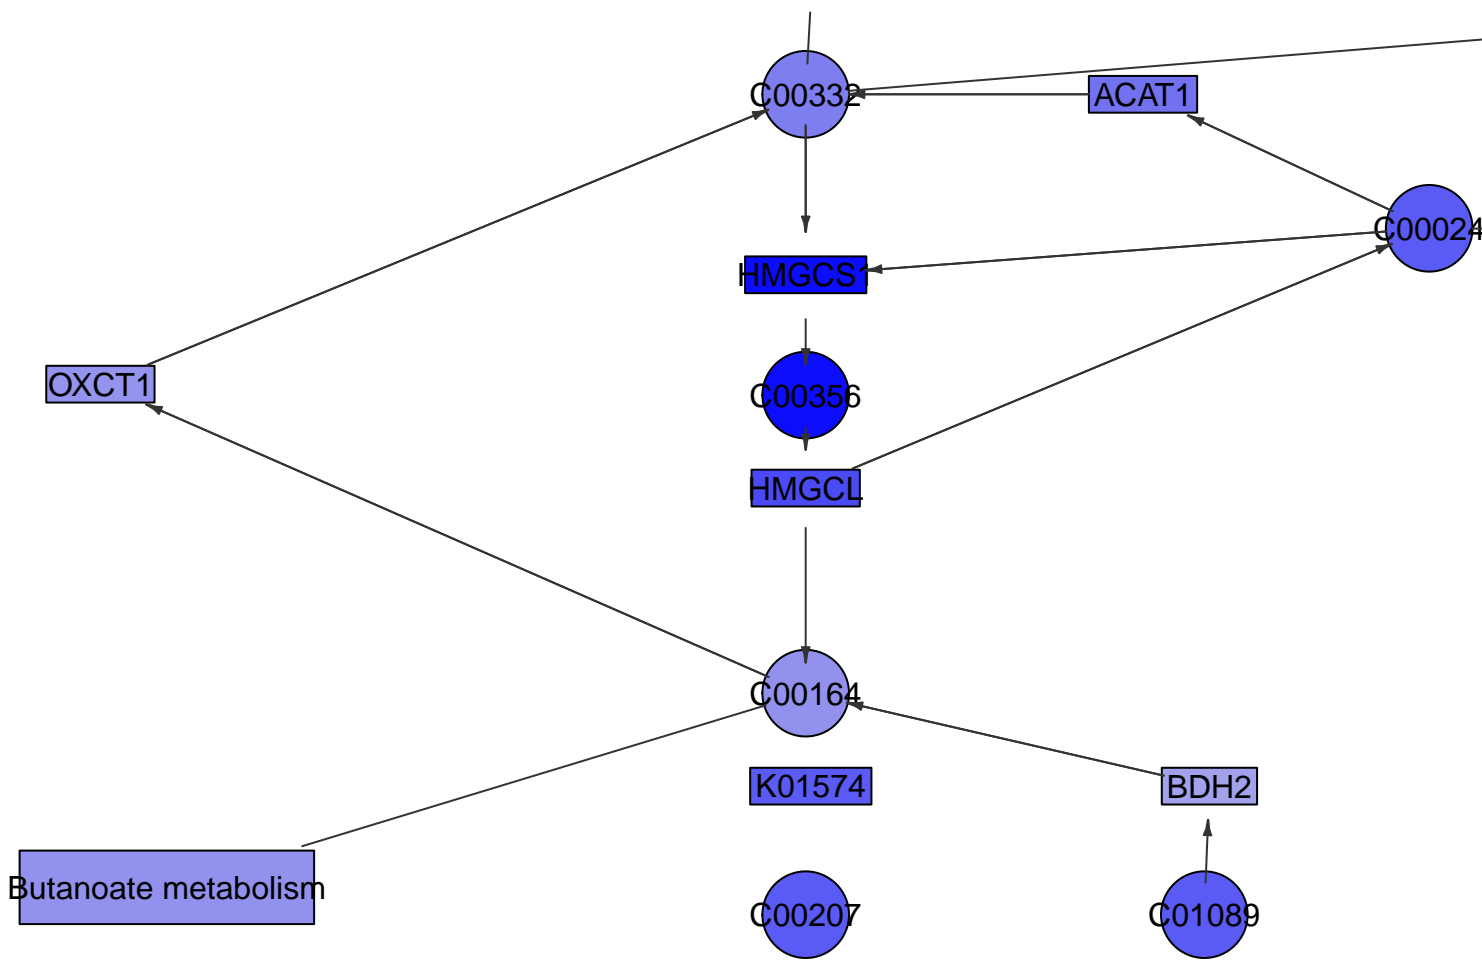 C00332
ACAT1
C00024
HMGCS1
OXCT1
C00356
HMGCL
C00164
K01574
BDH2
Butanoate metabolism
C00207
C01089